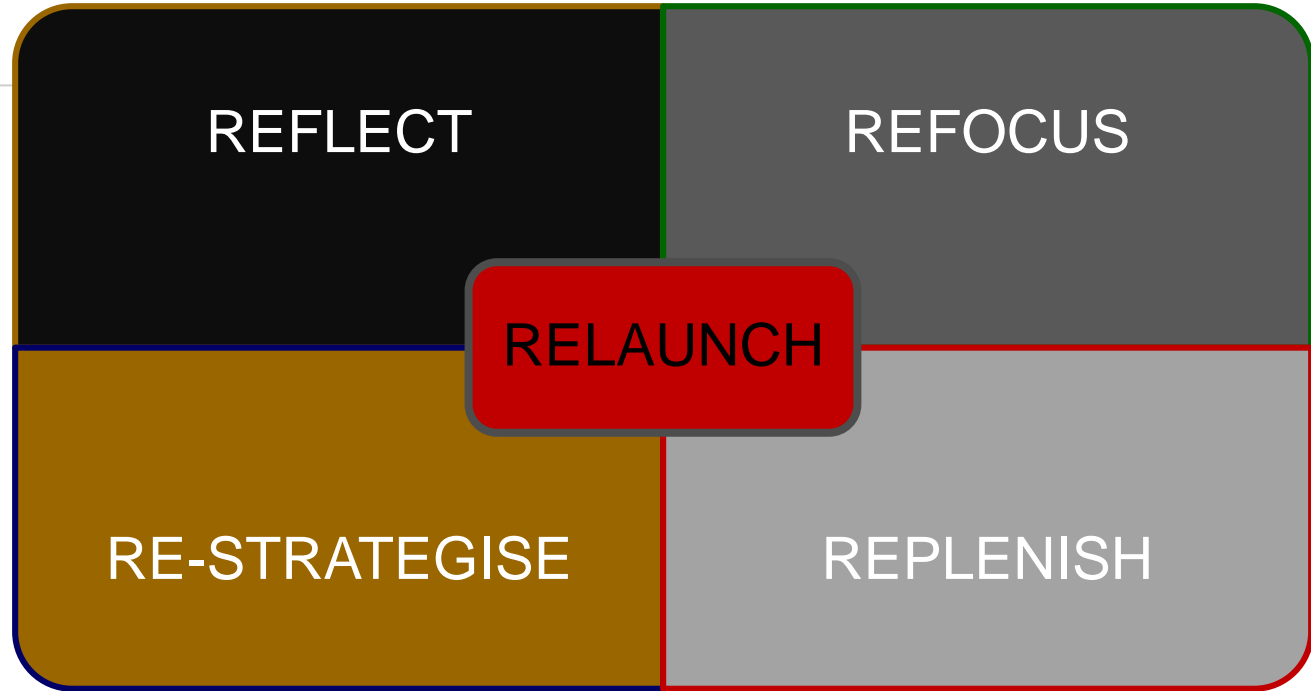 REFLECT
REFOCUS
RELAUNCH
RE-STRATEGISE
REPLENISH